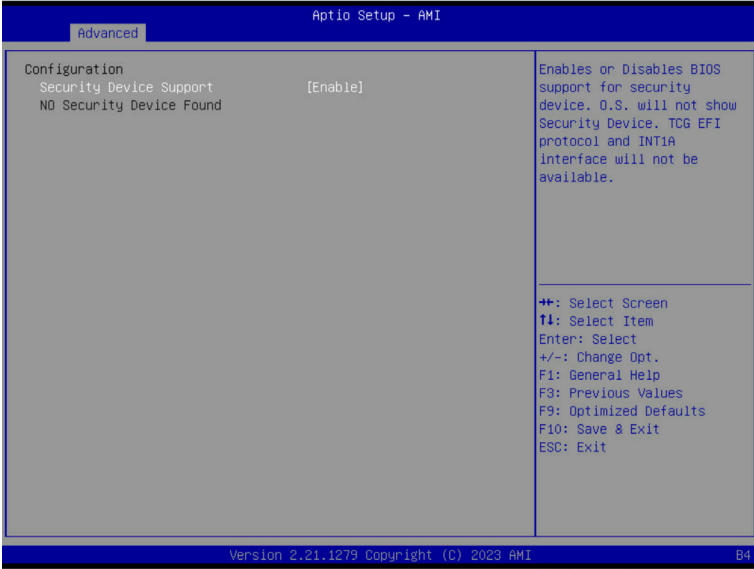 Aptio Setup – AMI
Advanced
Configuration
Security Device Support [Enable]
NO Security Device Found
Enables or Disables BIOS
support for security
device. O.S. will not show
Security Device. TCG EFI
protocol and INT1A
interface will not be
available.
→←: Select Screen
↑↓: Select Item
Enter: Select
+/-: Change Opt.
F1: General Help
F3: Previous Values
F9: Optimized Defaults
F10: Save & Exit
ESC: Exit
Version 2.21.1279 Copyright (C) 2023 AMI
B4